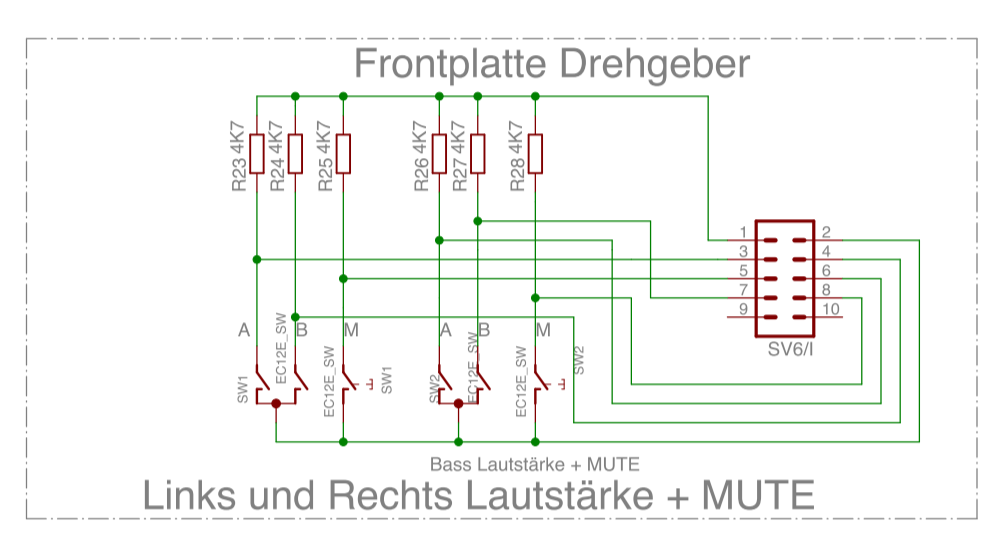 Frontplatte Drehgeber
R23 4K7
R24 4K7
R25 4K7
R26 4K7
R27 4K7
R28 4K7
1 2
3 4
5 6
7 8
9 10
SV6/I
A B M A B M
SW1
EC12E_SW
EC12E_SW
SW1
SW2
EC12E_SW
EC12E_SW
SW2
Bass Lautstärke + MUTE
Links und Rechts Lautstärke + MUTE